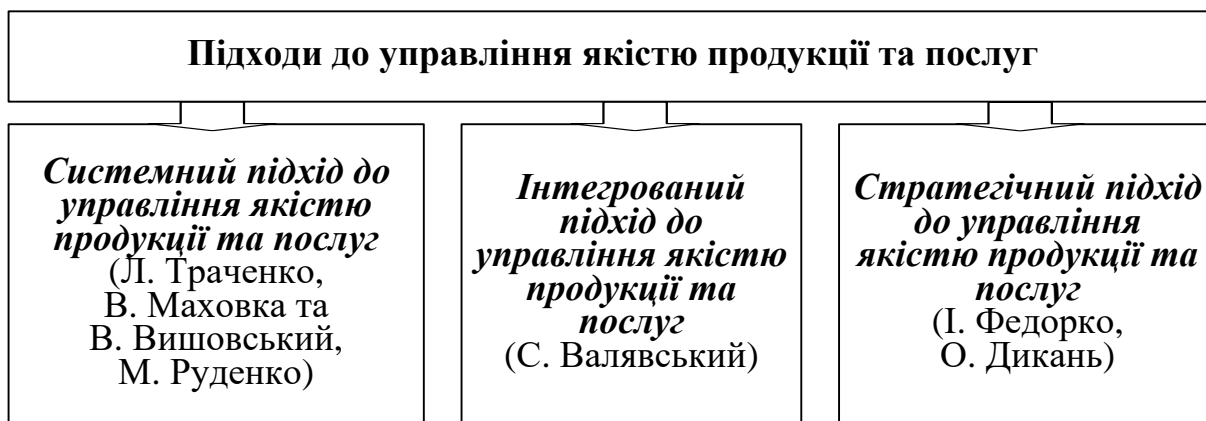 Підходи до управління якістю продукції та послуг
Системний підхід до
управління якістю
продукції та послуг
(Л. Траченко,
В. Маховка та
В. Вишовський,
М. Руденко)
Інтегрований
підхід до
управління якістю
продукції та
послуг
(С. Валявський)
Стратегічний підхід
до управління
якістю продукції та
послуг
(І. Федорко,
О. Дикань)